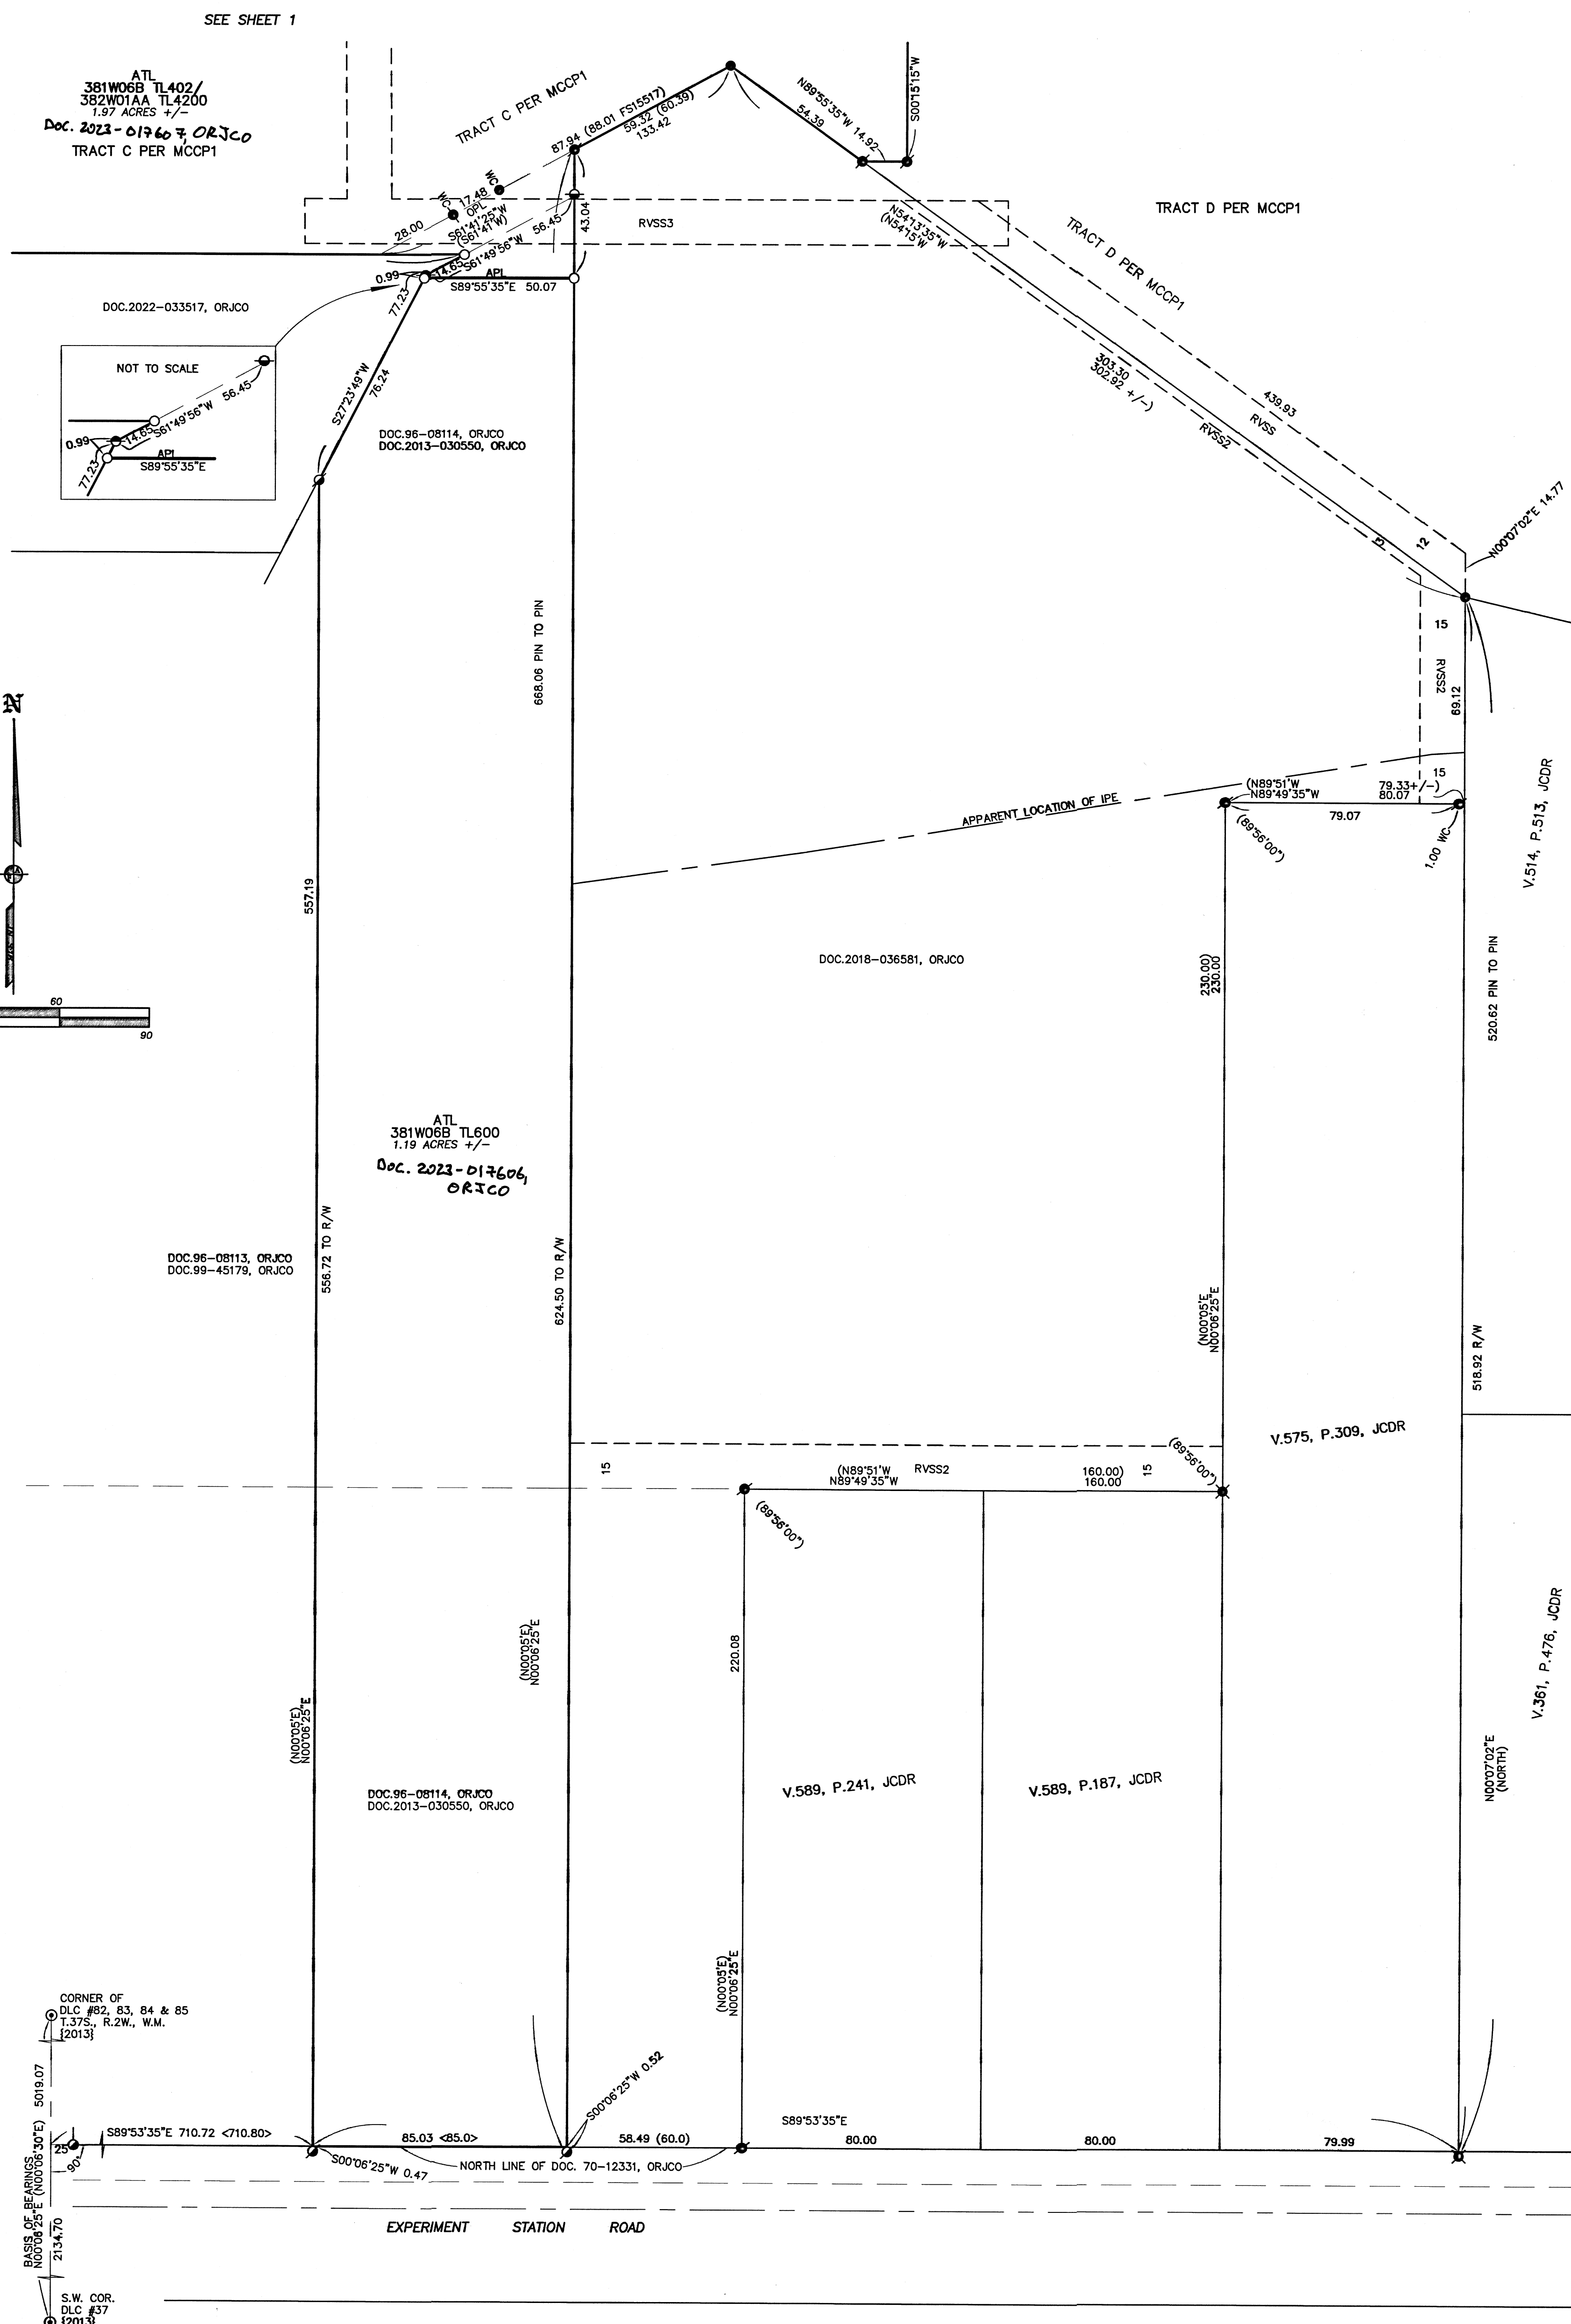 SEE SHEET 1
ATL
381W06B TL402/
382W01AA TL4200
1.97 ACRES +/-
Doc. 2023-017607, ORJCO
TRACT C PER MCCP1
TRACT C PER MCCP1
87.94 (88.01 FS15517)
59.32 (60.39)
133.42
N89°55'35"W 14.92
54.39
S00°15'15"W
TRACT D PER MCCP1
TRACT D PER MCCP1
WC
WC
17.48
OPL
S61°41'25"W
(S61°41'W)
28.00
S61°49'56"W 56.45
43.04
RVSS3
N54°13'35"W
(N54°15'W
0.99
14.65
APL
S89°55'35"E 50.07
77.23
S27°23'49"W
76.24
DOC.2022-033517, ORJCO
NOT TO SCALE
56.45
S61°49'56"W
14.65
0.99
APL
S89°55'35"E
77.23
DOC.96-08114, ORJCO
DOC.2013-030550, ORJCO
303.30
302.92 +/-)
439.93
RVSS
RVSS2
12
3
N00°07'02"E 14.77
15
RVSS2
69.12
668.06 PIN TO PIN
N
60
90
557.19
APPARENT LOCATION OF IPE
15
(N89°51'W 79.33+/-)
N89°49'35"W 80.07
79.07
(89°56'00")
1.00 WC
V.514, P.513, JCDR
DOC.2018-036581, ORJCO
230.00)
230.00
520.62 PIN TO PIN
ATL
381W06B TL600
1.19 ACRES +/-
Doc. 2023-017606,
ORJCO
DOC.96-08113, ORJCO
DOC.99-45179, ORJCO
556.72 TO R/W
624.50 TO R/W
(N00°05'E
N00°06'25"E
518.92 R/W
V.575, P.309, JCDR
(89°56'00")
15
(N89°51'W RVSS2 160.00)
N89°49'35"W 160.00
15
(89°56'00")
220.08
(N00°05'E)
N00°06'25"E
(N00°05'E)
N00°06'25"E
V.361, P.476, JCDR
N00°07'02"E
(NORTH)
DOC.96-08114, ORJCO
DOC.2013-030550, ORJCO
V.589, P.241, JCDR
V.589, P.187, JCDR
(N00°05'E)
N00°06'25"E
CORNER OF
DLC #82, 83, 84 & 85
T.37S., R.2W., W.M.
{2013}
5019.07
S00°06'25"W 0.52
S89°53'35"E 710.72 <710.80>
85.03 <85.0>
58.49 (60.0)
S89°53'35"E
80.00
80.00
79.99
25
90°
S00°06'25"W 0.47
NORTH LINE OF DOC. 70-12331, ORJCO
BASIS OF BEARINGS
N00°06'25"E (N00°06'30"E)
2134.70
EXPERIMENT STATION ROAD
S.W. COR.
DLC #37
{2013}